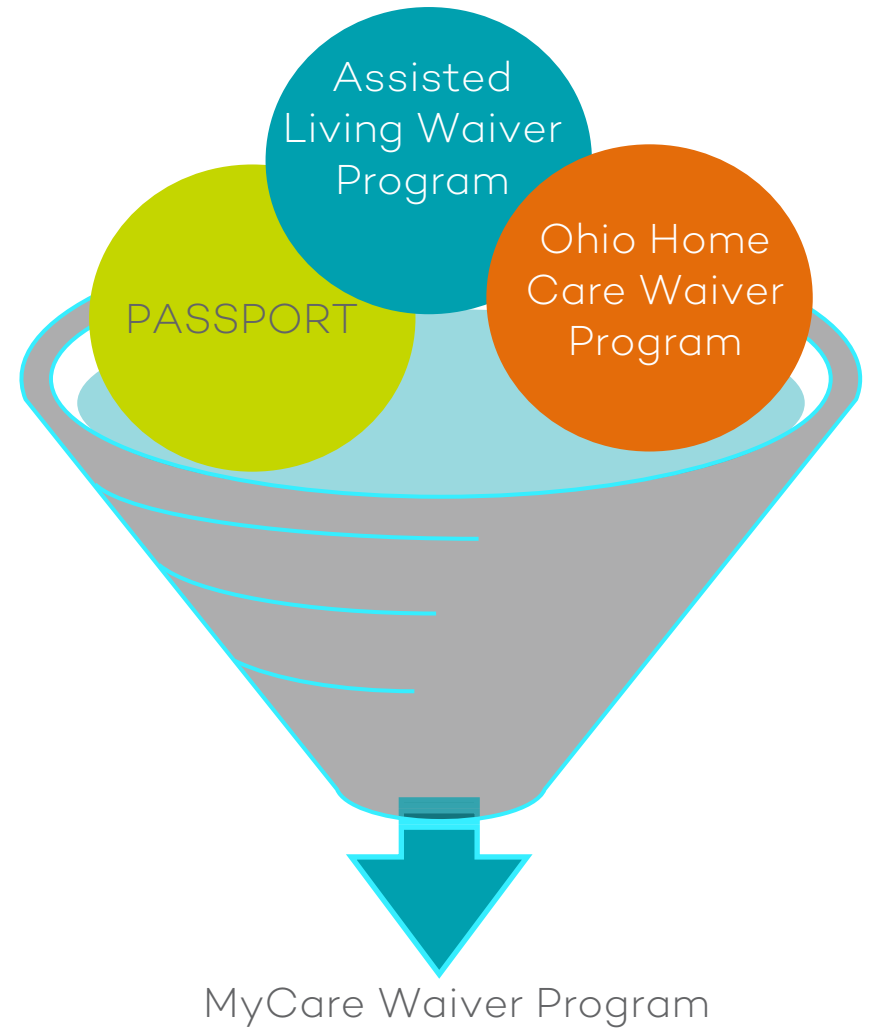 Assisted
Living Waiver
Program
PASSPORT
Ohio Home
Care Waiver
Program
MyCare Waiver Program